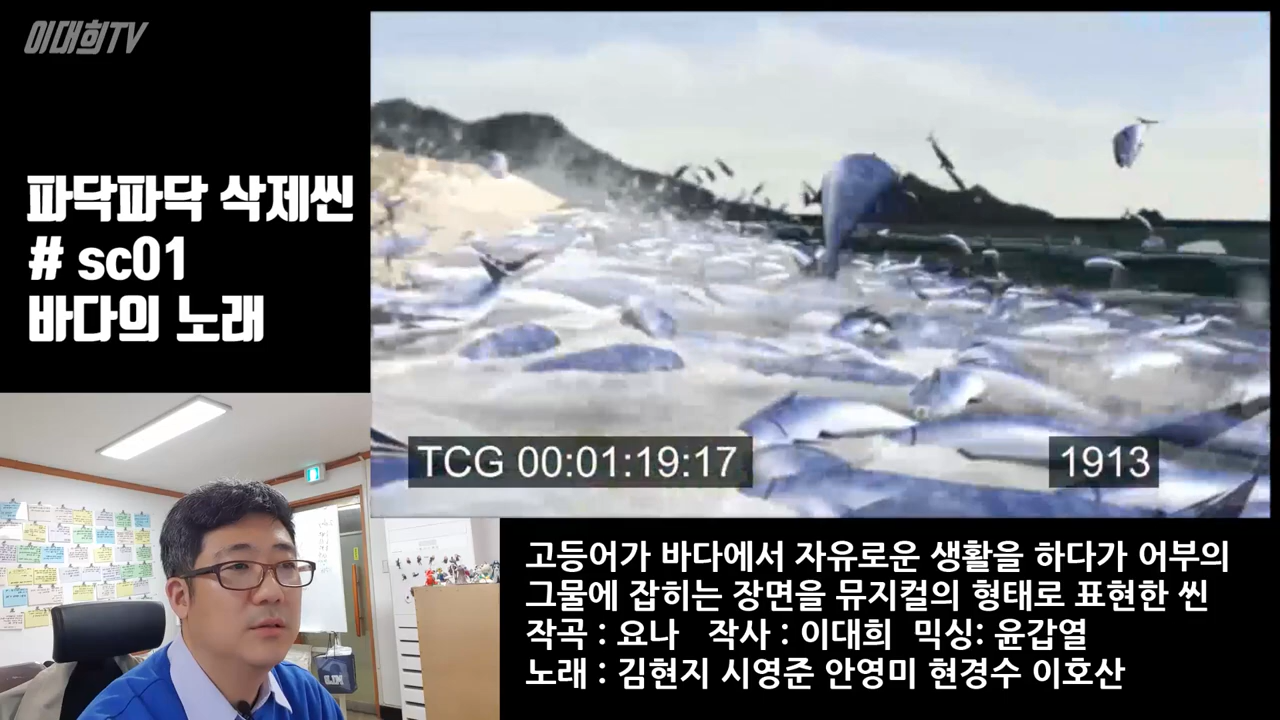 이대희TV
파닥파닥 삭제씬
# sc01
바다의 노래
TCG 00:01:19:17
1913
고등어가 바다에서 자유로운 생활을 하다가 어부의
그물에 잡히는 장면을 뮤지컬의 형태로 표현한 씬
작곡 : 요나 작사 : 이대희 믹싱: 윤갑열
노래 : 김현지 시영준 안영미 현경수 이호산